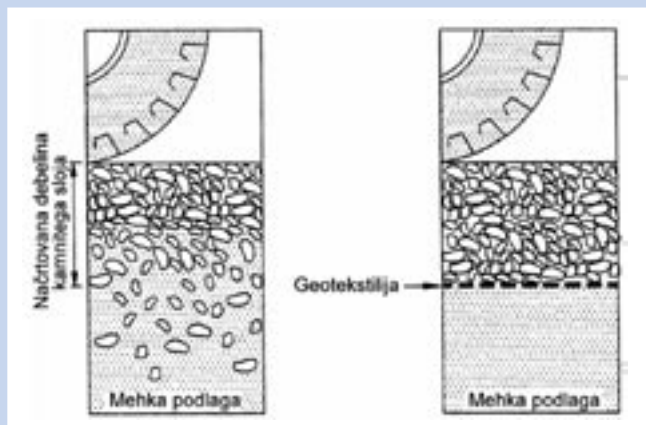 Načrtovana debelina
kamnitega sloja
Mehka podlaga
Geotekstilija
Mehka podlaga